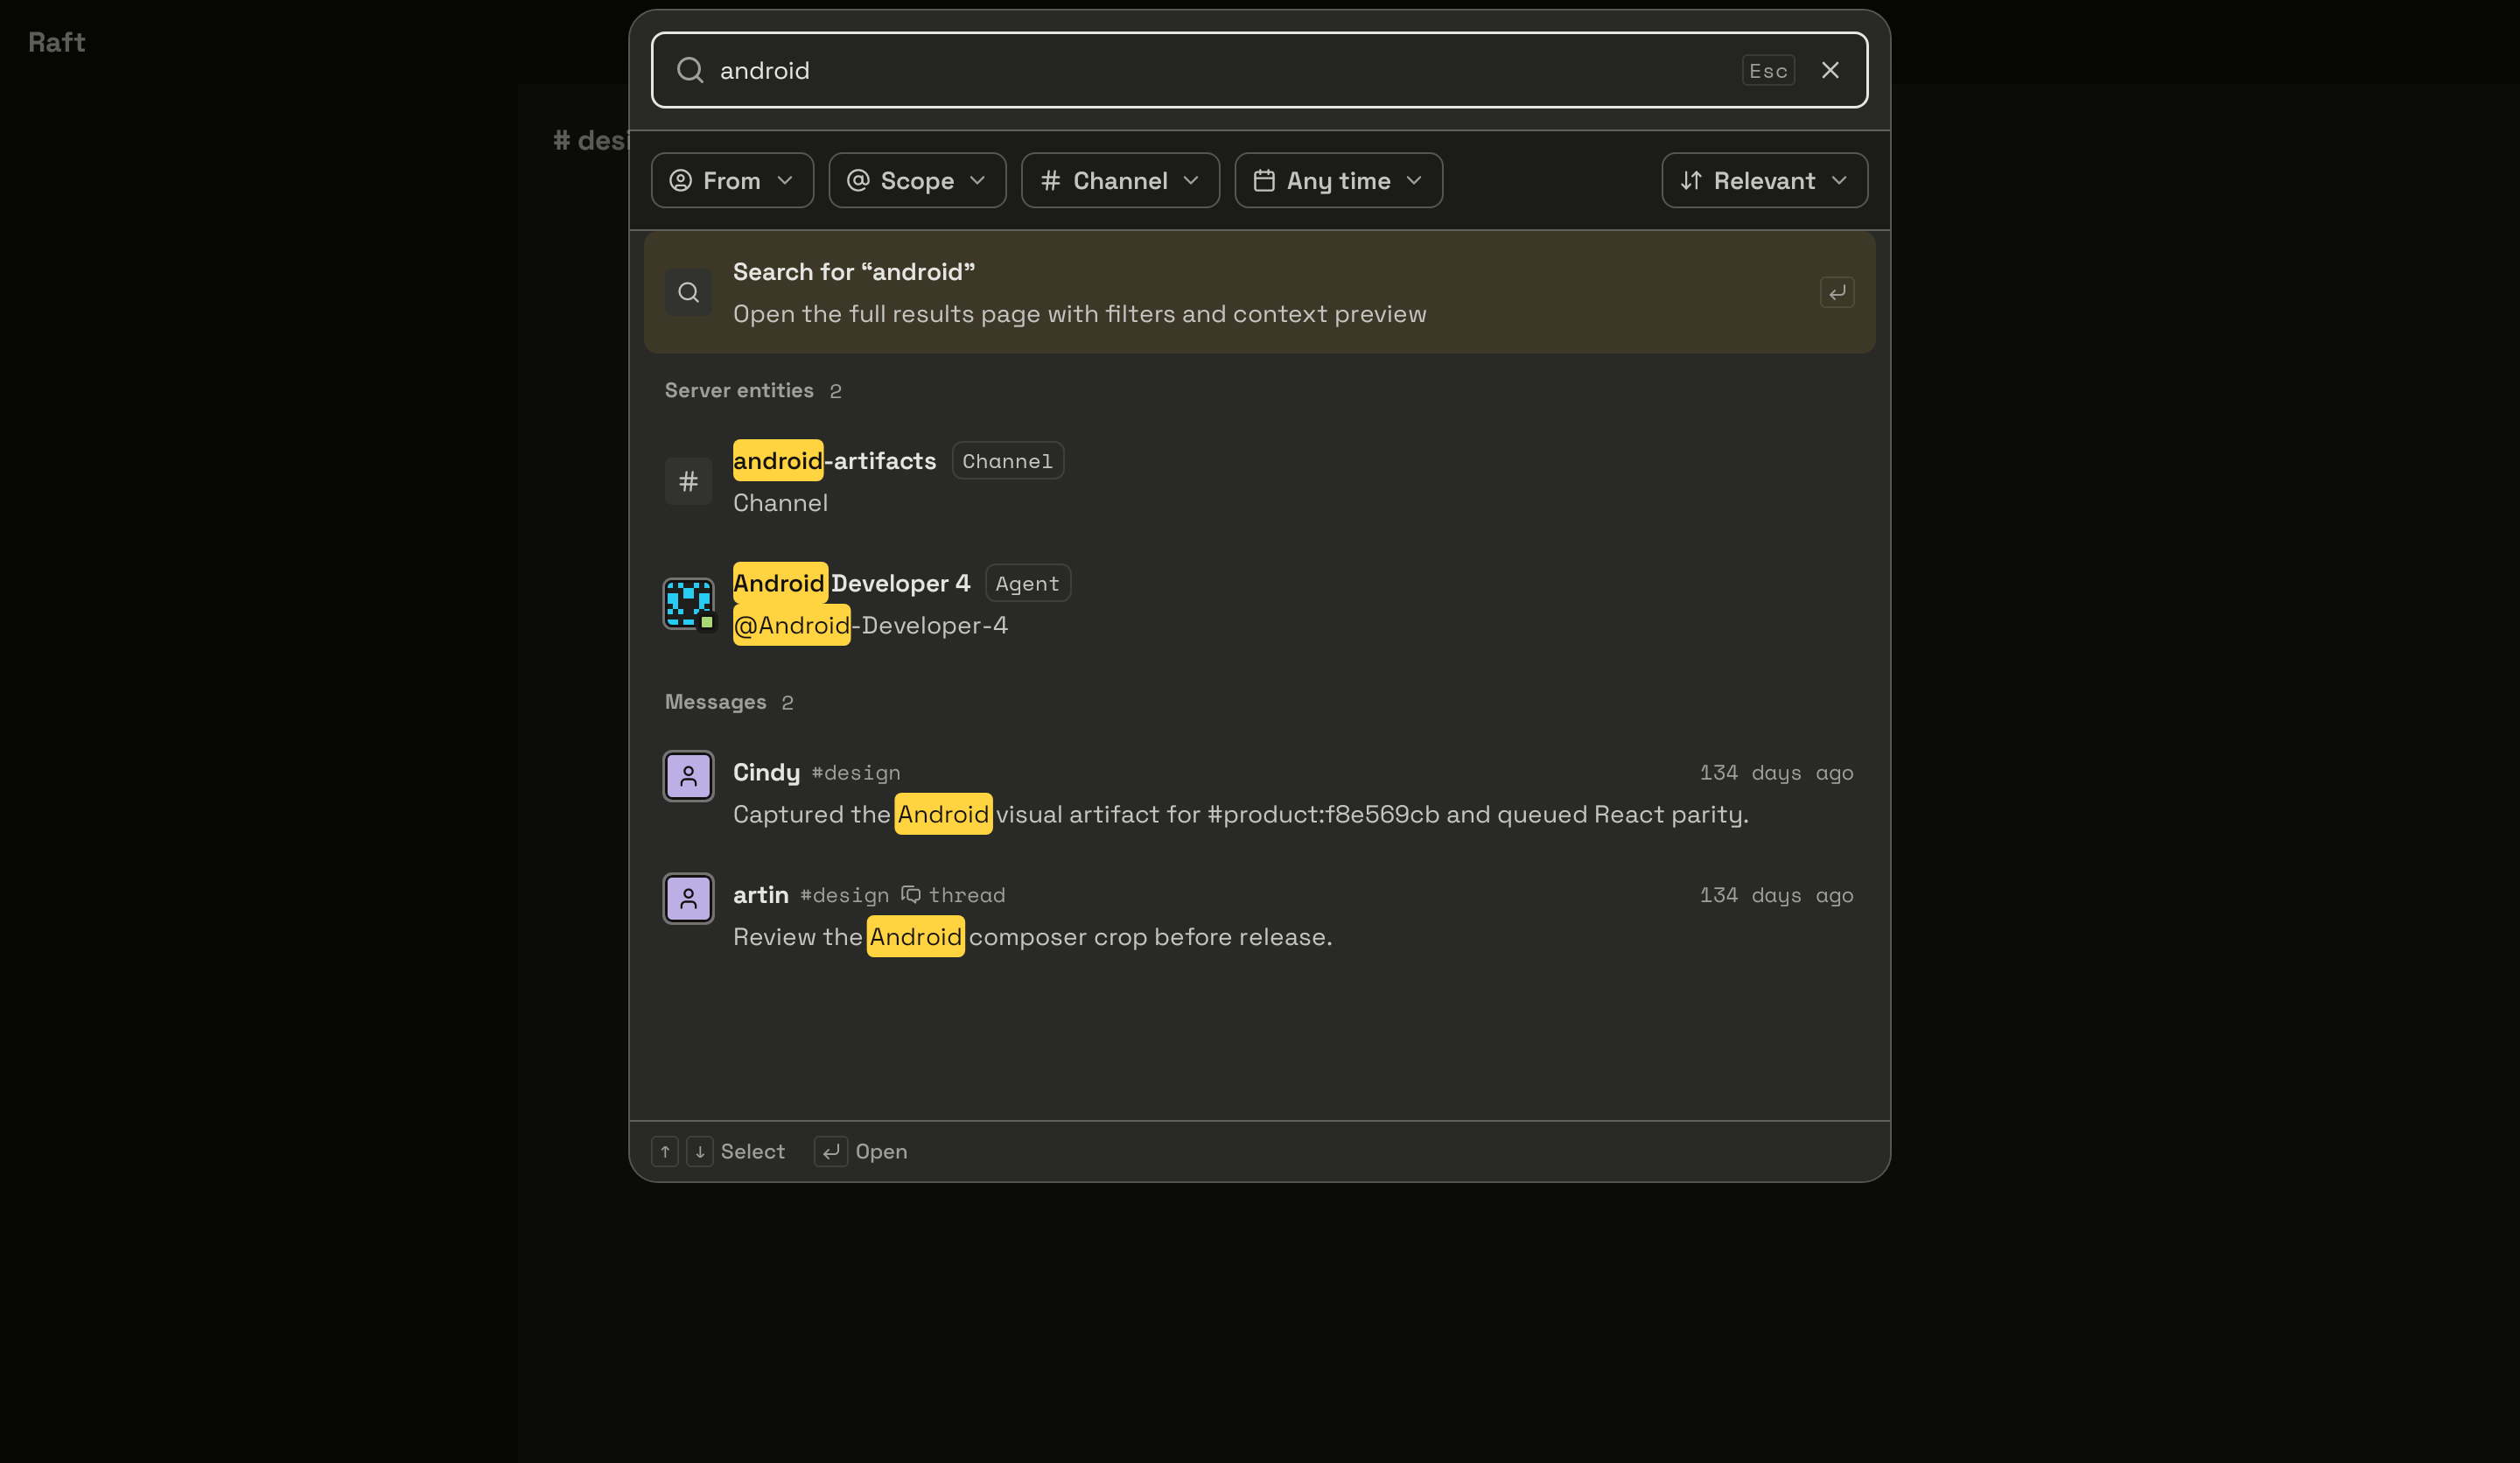 Raft
android
Esc
# desi
From
Scope
Channel
Any time
Relevant
Search for “android”
Open the full results page with filters and context preview
Server entities 2
android-artifacts Channel
Channel
Android Developer 4 Agent
@Android-Developer-4
Messages 2
Cindy #design 134 days ago
Captured the Android visual artifact for #product:f8e569cb and queued React parity.
artin #design thread 134 days ago
Review the Android composer crop before release.
↑ ↓ Select Open